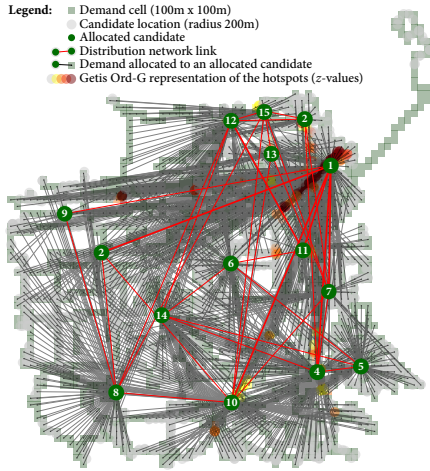 Legend:
Demand cell (100m x 100m)
Candidate location (radius 200m)
Allocated candidate
Distribution network link
Demand allocated to an allocated candidate
Getis Ord-G representation of the hotspots (z-values)
15
12
2
13
1
9
2
11
6
7
14
4
5
8
10